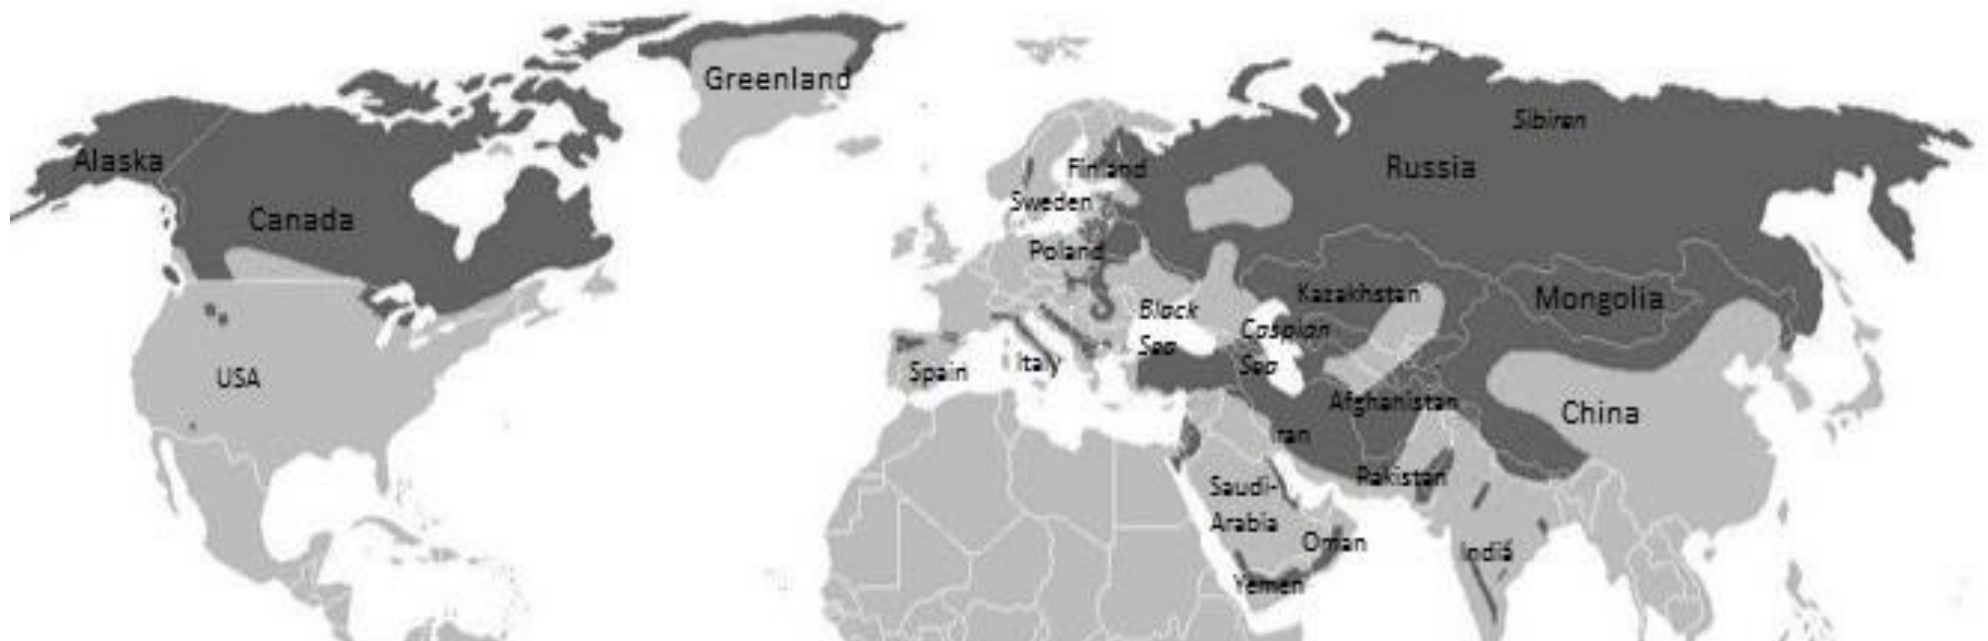 Greenland
Sibiren
Alaska
Finland
Russia
Canada
Sweden
Poland
Kazakhstan
Mongolia
Black
Sea
Caspian
Sea
USA
Spain
Italy
Afghanistan
China
Iran
Pakistan
Saudi-
Arabia
Oman
Indiá
Yemen